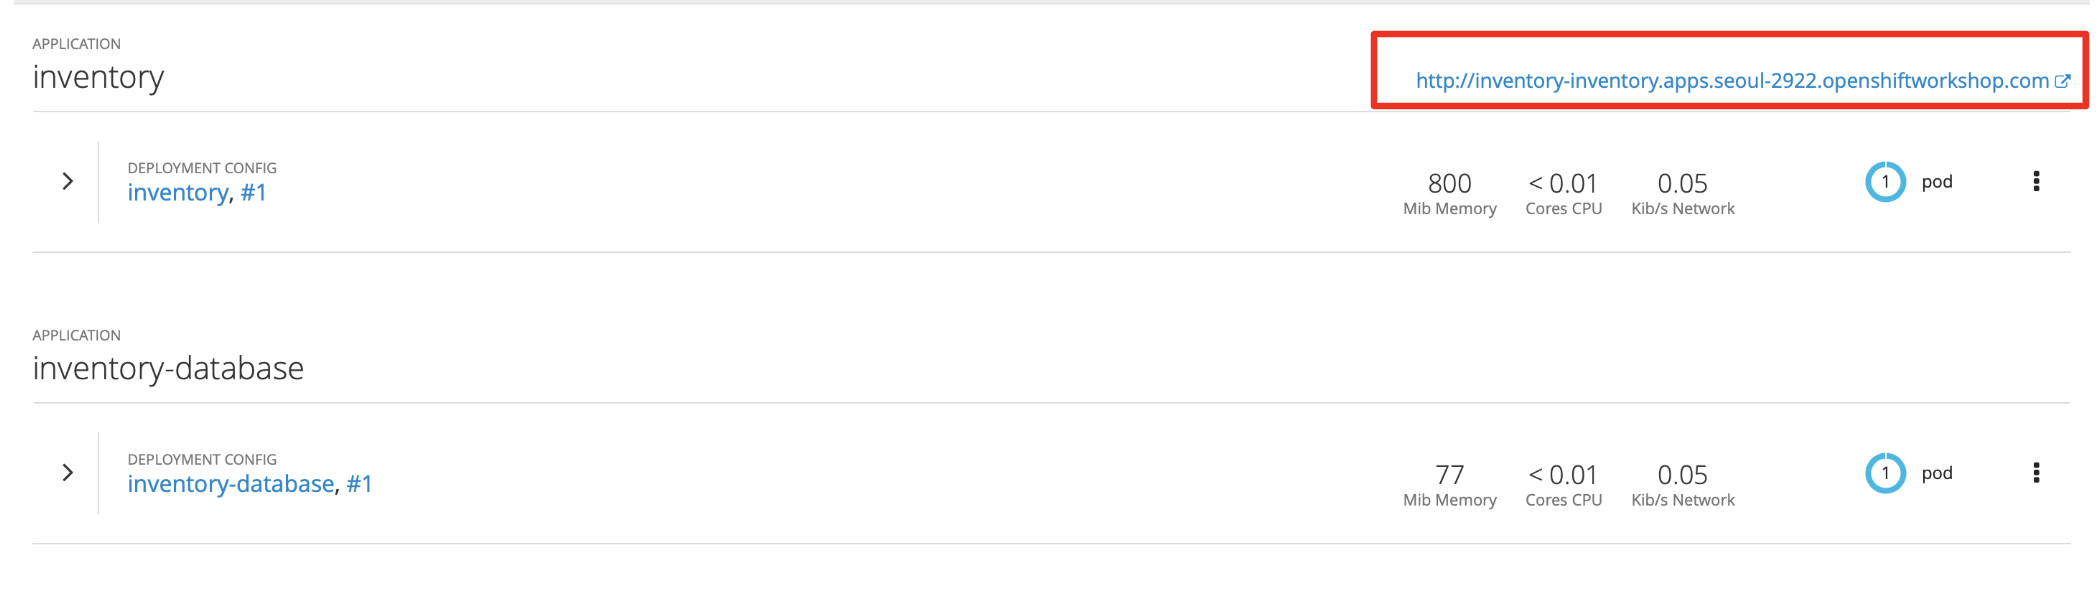 APPLICATION
inventory
http://inventory-inventory.apps.seoul-2922.openshiftworkshop.com
DEPLOYMENT CONFIG
inventory, #1
800 < 0.01 0.05
Mib Memory Cores CPU Kib/s Network
1 pod
APPLICATION
inventory-database
DEPLOYMENT CONFIG
inventory-database, #1
77 < 0.01 0.05
Mib Memory Cores CPU Kib/s Network
1 pod